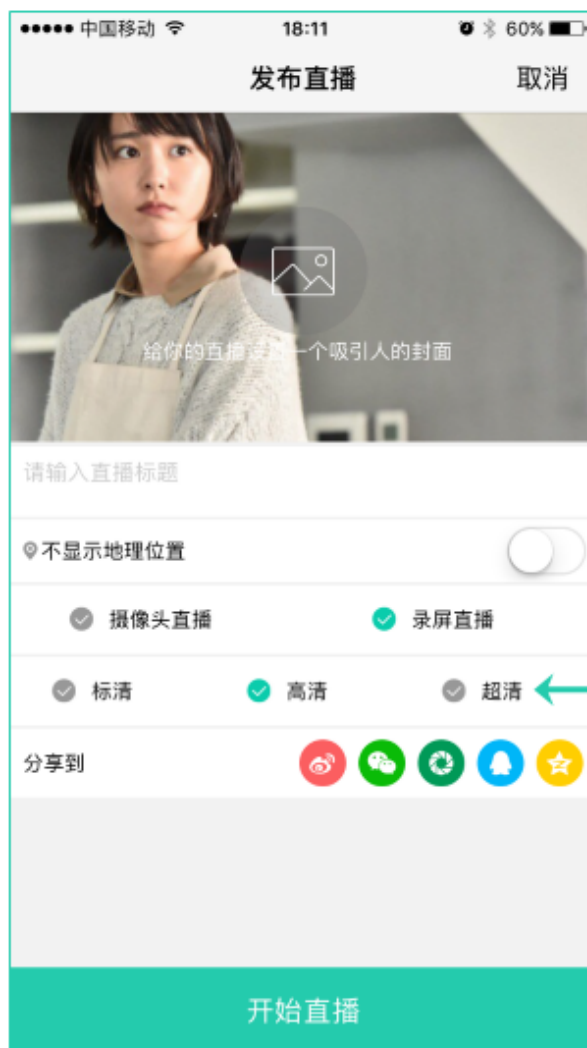 中国移动 18:11 60%
发布直播 取消
给你的直播设置一个吸引人的封面
请输入直播标题
不显示地理位置
摄像头直播 录屏直播
标清 高清 超清
分享到
开始直播